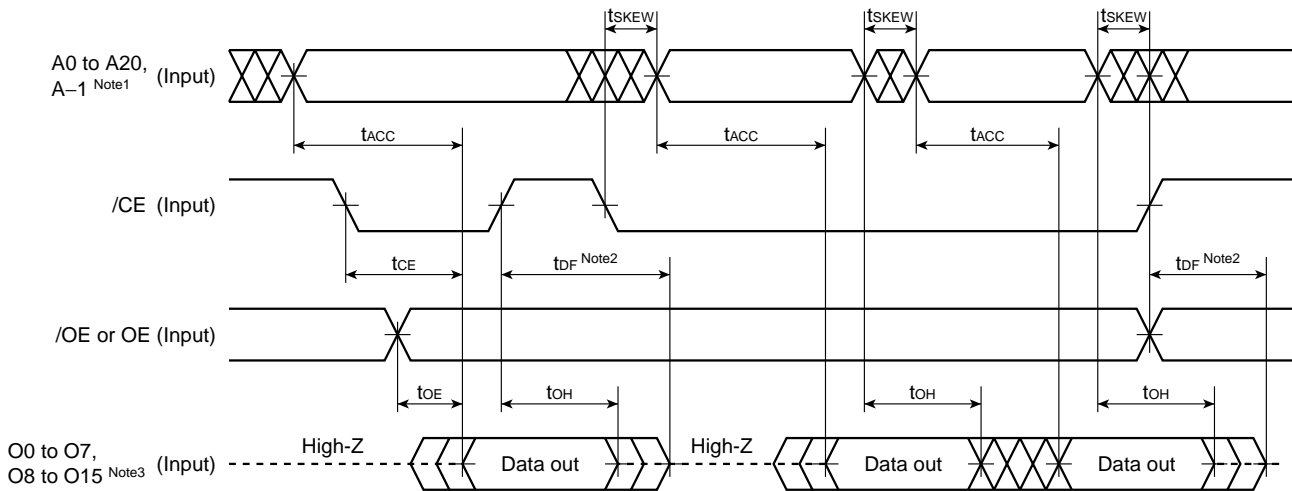 tSKEW tSKEW tSKEW
A0 to A20,
A–1 Note1 (Input)
tACC tACC tACC
/CE (Input)
tCE tDF Note2 tDF Note2
/OE or OE (Input)
tOE tOH tOH tOH
O0 to O7,
O8 to O15 Note3 (Input)
High-Z Data out High-Z Data out Data out